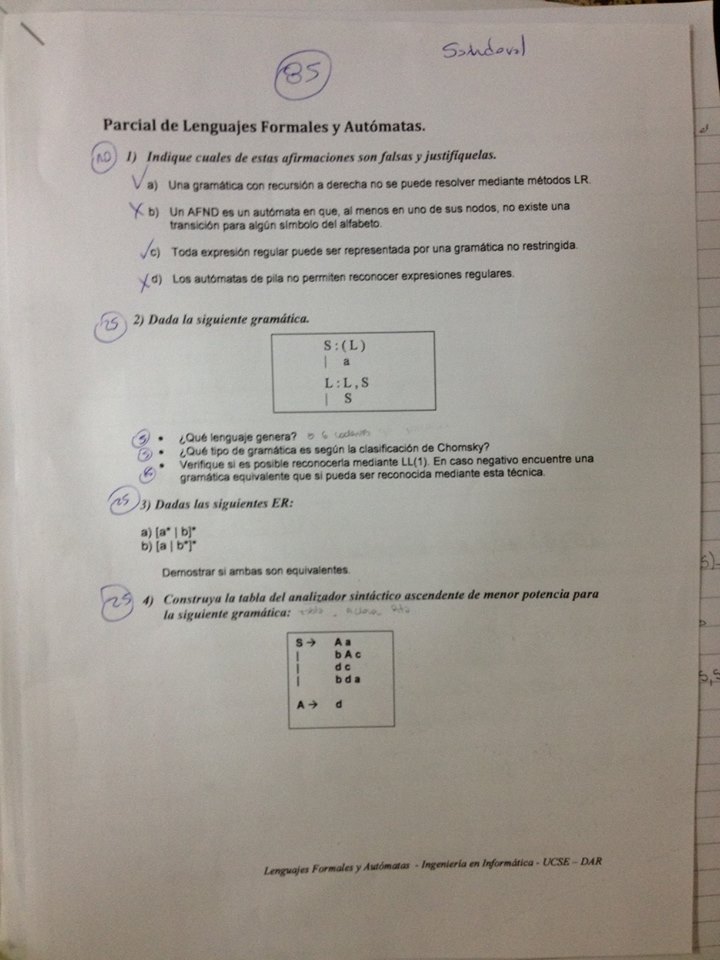 Sandoval
85
Parcial de Lenguajes Formales y Autómatas.
10 1) Indique cuales de estas afirmaciones son falsas y justifíquelas.
a) Una gramática con recursión a derecha no se puede resolver mediante métodos LR.
b) Un AFND es un autómata en que, al menos en uno de sus nodos, no existe una
transición para algún símbolo del alfabeto.
c) Toda expresión regular puede ser representada por una gramática no restringida.
d) Los autómatas de pila no permiten reconocer expresiones regulares.
25 2) Dada la siguiente gramática.
S : ( L )
| a
L : L , S
| S
5 • ¿Qué lenguaje genera?
5 • ¿Qué tipo de gramática es según la clasificación de Chomsky?
• Verifique si es posible reconocerla mediante LL(1). En caso negativo encuentre una
gramática equivalente que si pueda ser reconocida mediante esta técnica.
25 3) Dadas las siguientes ER:
a) [a* | b]*
b) [a | b*]*
Demostrar si ambas son equivalentes.
25 4) Construya la tabla del analizador sintáctico ascendente de menor potencia para
la siguiente gramática:
S → A a
| b A c
| d c
| b d a
A → d
Lenguajes Formales y Autómatas - Ingeniería en Informática - UCSE – DAR